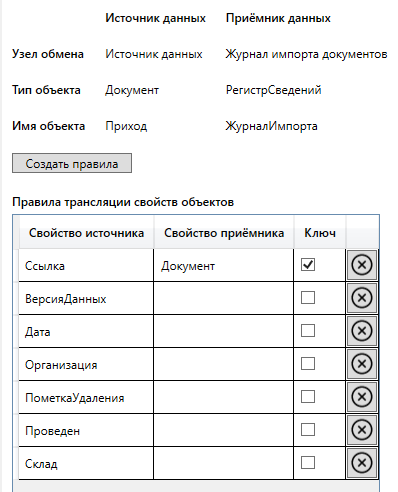 Источник данных Приёмник данных
Узел обмена Источник данных Журнал импорта документов
Тип объекта Документ РегистрСведений
Имя объекта Приход ЖурналИмпорта
Создать правила
Правила трансляции свойств объектов
Свойство источника Свойство приёмника Ключ
Ссылка Документ
ВерсияДанных
Дата
Организация
ПометкаУдаления
Проведен
Склад